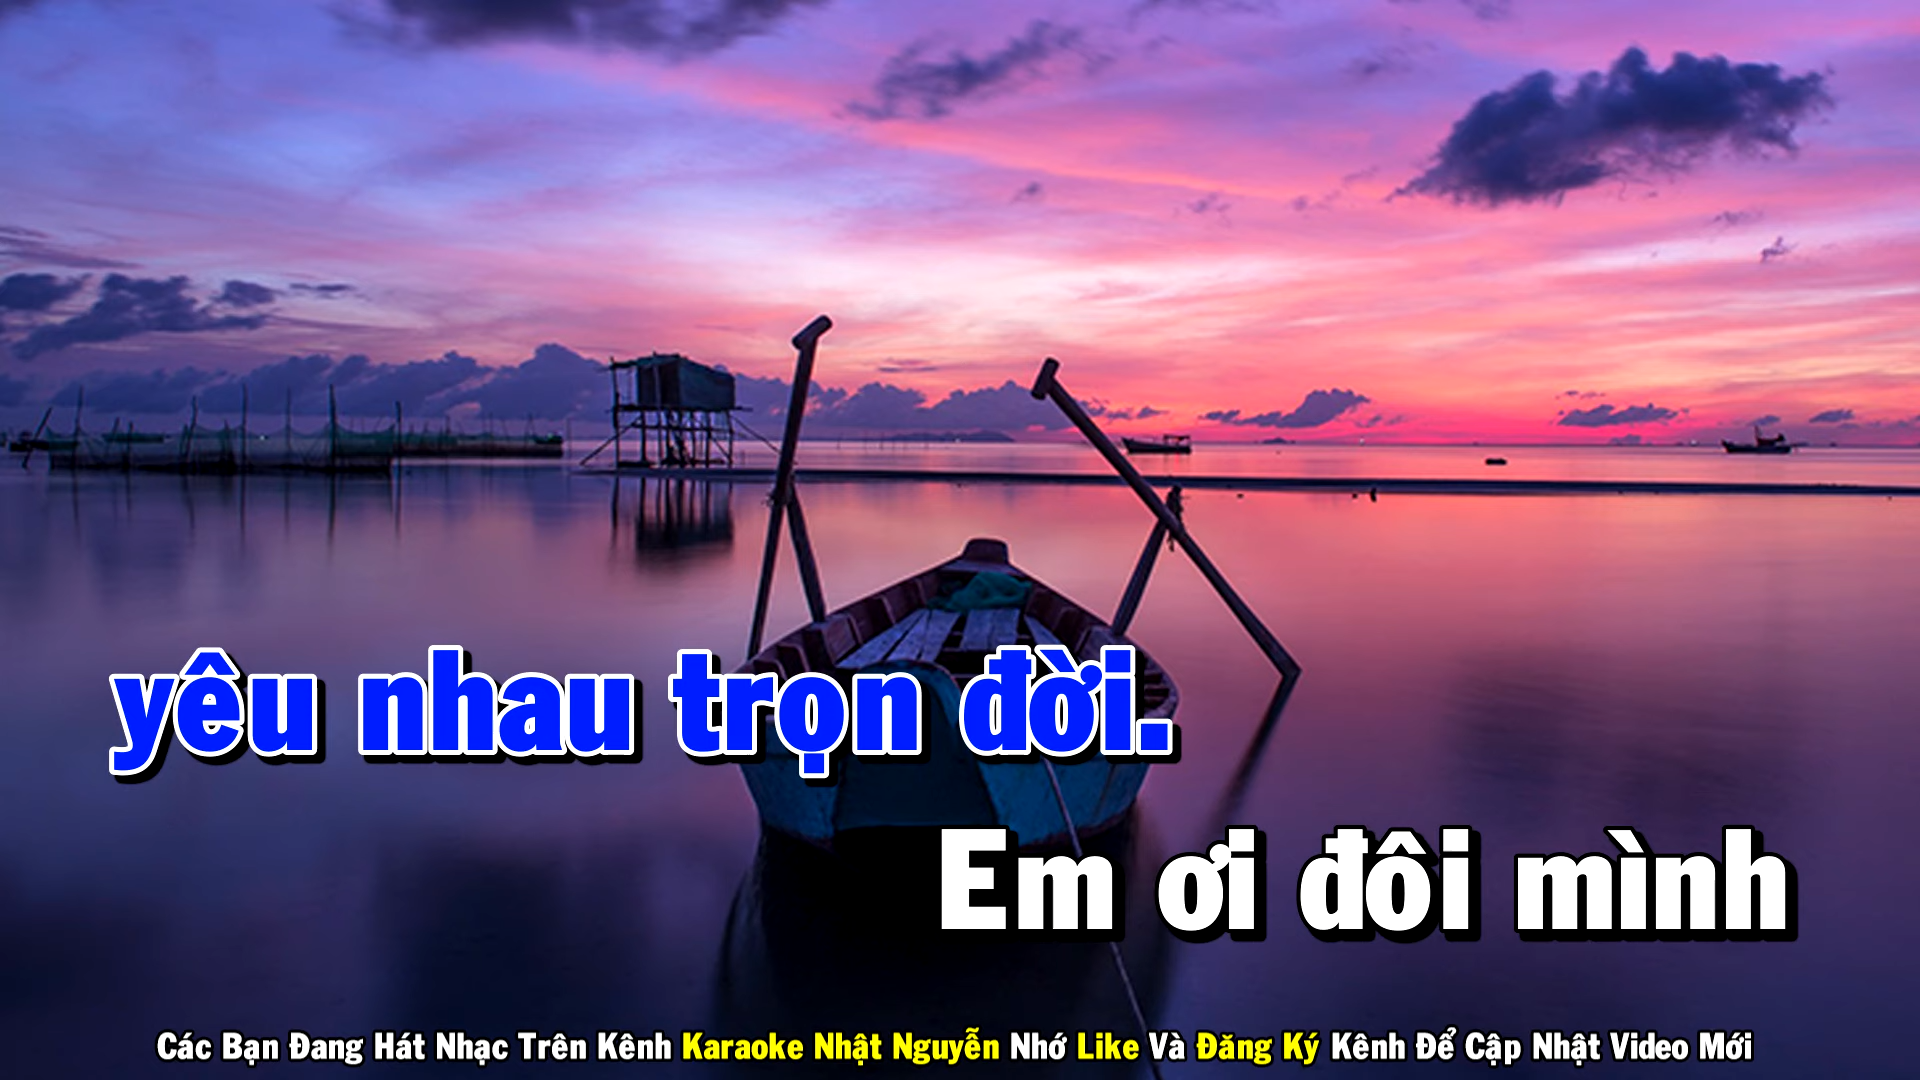 yêu nhau trọn đời.
Em ơi đôi mình
Các Bạn Đang Hát Nhạc Trên Kênh Karaoke Nhật Nguyễn Nhớ Like Và Đăng Ký Kênh Để Cập Nhật Video Mới